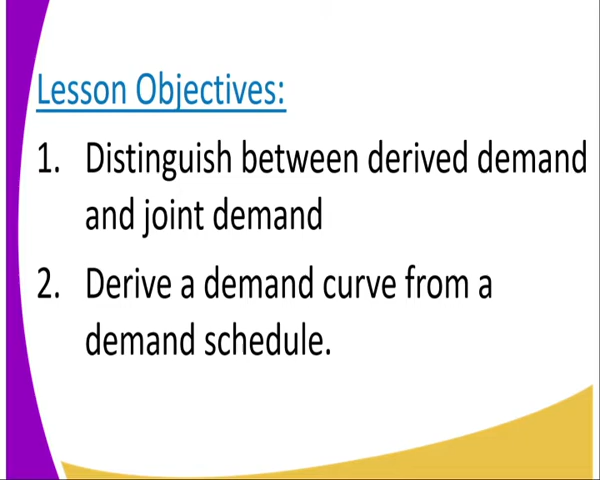 Lesson Objectives:
1. Distinguish between derived demand
and joint demand
2. Derive a demand curve from a
demand schedule.